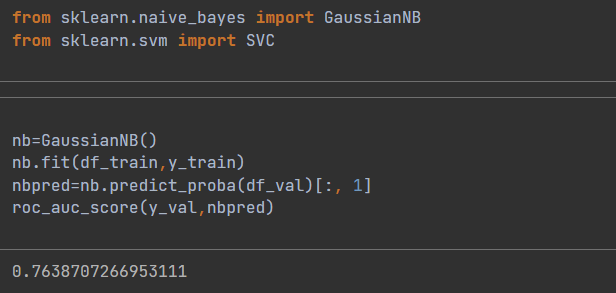 from sklearn.naive_bayes import GaussianNB
from sklearn.svm import SVC
nb=GaussianNB()
nb.fit(df_train,y_train)
nbpred=nb.predict_proba(df_val)[:, 1]
roc_auc_score(y_val,nbpred)
0.7638707266953111